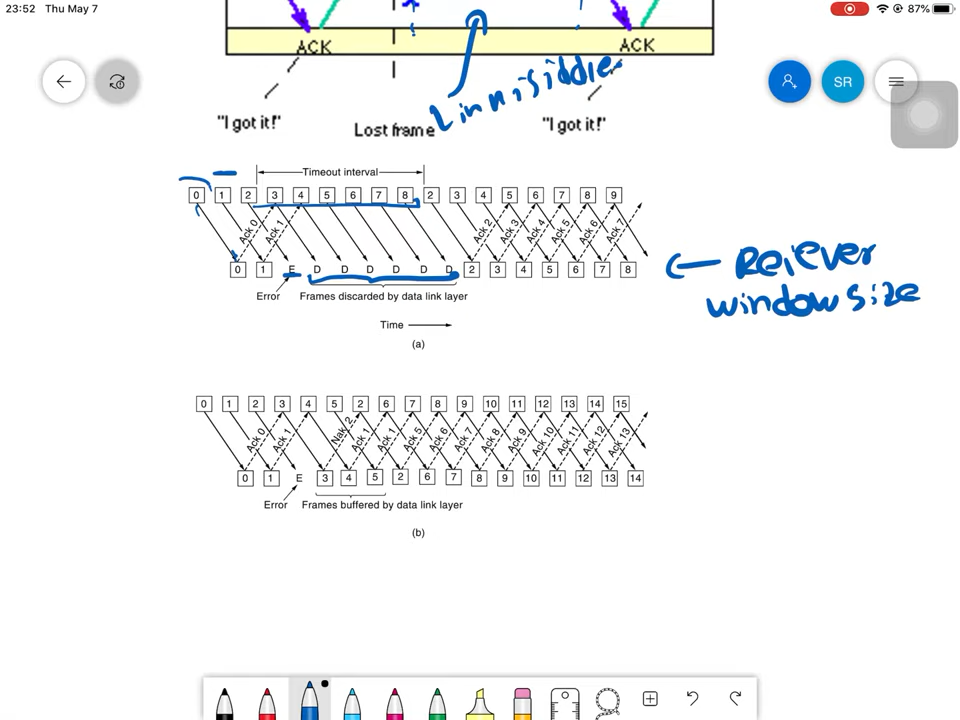 23:52 Thu May 7
87%
ACK
ACK
SR
"I got it!"
Lost frame
"I got it!"
Timeout interval
0 1 2 3 4 5 6 7 8 2 3 4 5 6 7 8 9
Ack 0 Ack 1 Ack 2 Ack 3 Ack 4 Ack 5 Ack 6 Ack 7
0 1 E D D D D D D 2 3 4 5 6 7 8
Error Frames discarded by data link layer
Time
(a)
Reiever
window size
0 1 2 3 4 5 2 6 7 8 9 10 11 12 13 14 15
Ack 0 Ack 1 Nak 2 Ack 1 Ack 1 Ack 5 Ack 6 Ack 7 Ack 8 Ack 9 Ack 10 Ack 11 Ack 12 Ack 13
0 1 E 3 4 5 2 6 7 8 9 10 11 12 13 14
Error Frames buffered by data link layer
(b)